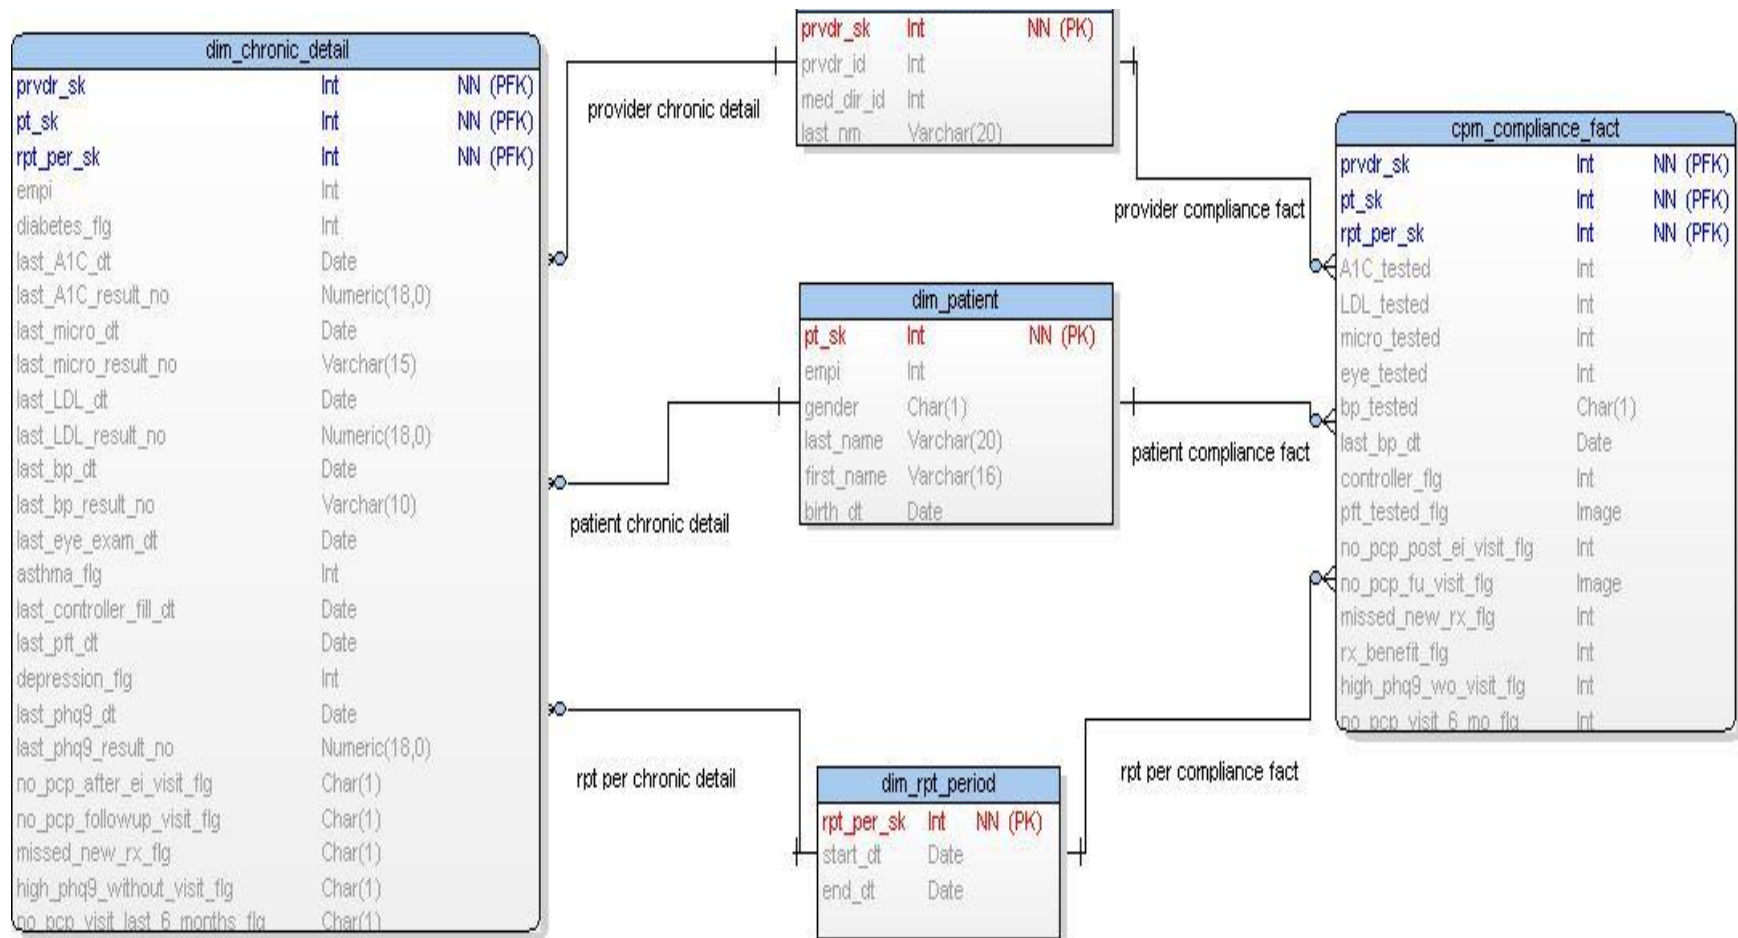 dim_chronic_detail
prvdr_sk Int NN (PFK)
pt_sk Int NN (PFK)
rpt_per_sk Int NN (PFK)
empi Int
diabetes_flg Int
last_A1C_dt Date
last_A1C_result_no Numeric(18,0)
last_micro_dt Date
last_micro_result_no Varchar(15)
last_LDL_dt Date
last_LDL_result_no Numeric(18,0)
last_bp_dt Date
last_bp_result_no Varchar(10)
last_eye_exam_dt Date
asthma_flg Int
last_controller_fill_dt Date
last_pft_dt Date
depression_flg Int
last_phq9_dt Date
last_phq9_result_no Numeric(18,0)
no_pcp_after_ei_visit_flg Char(1)
no_pcp_followup_visit_flg Char(1)
missed_new_rx_flg Char(1)
high_phq9_without_visit_flg Char(1)
no_pcp_visit_last_6_months_flg Char(1)
provider chronic detail
patient chronic detail
rpt per chronic detail
prvdr_sk Int NN (PK)
prvdr_id Int
med_dir_id Int
last_nm Varchar(20)
dim_patient
pt_sk Int NN (PK)
empi Int
gender Char(1)
last_name Varchar(20)
first_name Varchar(16)
birth_dt Date
dim_rpt_period
rpt_per_sk Int NN (PK)
start_dt Date
end_dt Date
provider compliance fact
patient compliance fact
rpt per compliance fact
cpm_compliance_fact
prvdr_sk Int NN (PFK)
pt_sk Int NN (PFK)
rpt_per_sk Int NN (PFK)
A1C_tested Int
LDL_tested Int
micro_tested Int
eye_tested Int
bp_tested Char(1)
last_bp_dt Date
controller_flg Int
pft_tested_flg Image
no_pcp_post_ei_visit_flg Int
no_pcp_fu_visit_flg Image
missed_new_rx_flg Int
rx_benefit_flg Int
high_phq9_wo_visit_flg Int
no_pcp_visit_6_mo_flg Int